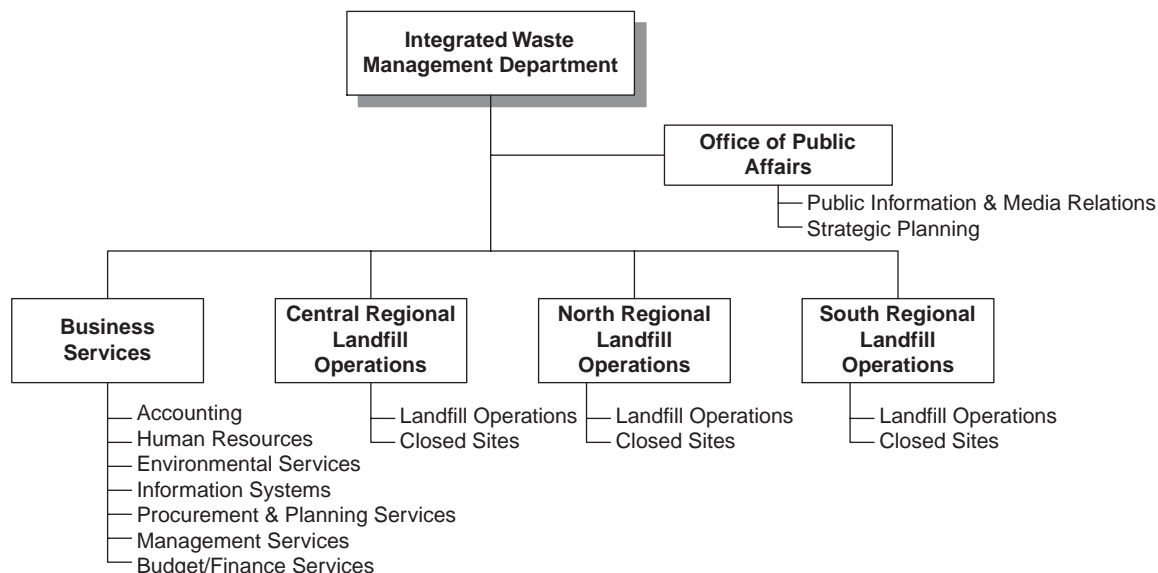 Integrated Waste
Management Department
Office of Public
Affairs
Public Information & Media Relations
Strategic Planning
Business
Services
Accounting
Human Resources
Environmental Services
Information Systems
Procurement & Planning Services
Management Services
Budget/Finance Services
Central Regional
Landfill
Operations
Landfill Operations
Closed Sites
North Regional
Landfill
Operations
Landfill Operations
Closed Sites
South Regional
Landfill
Operations
Landfill Operations
Closed Sites